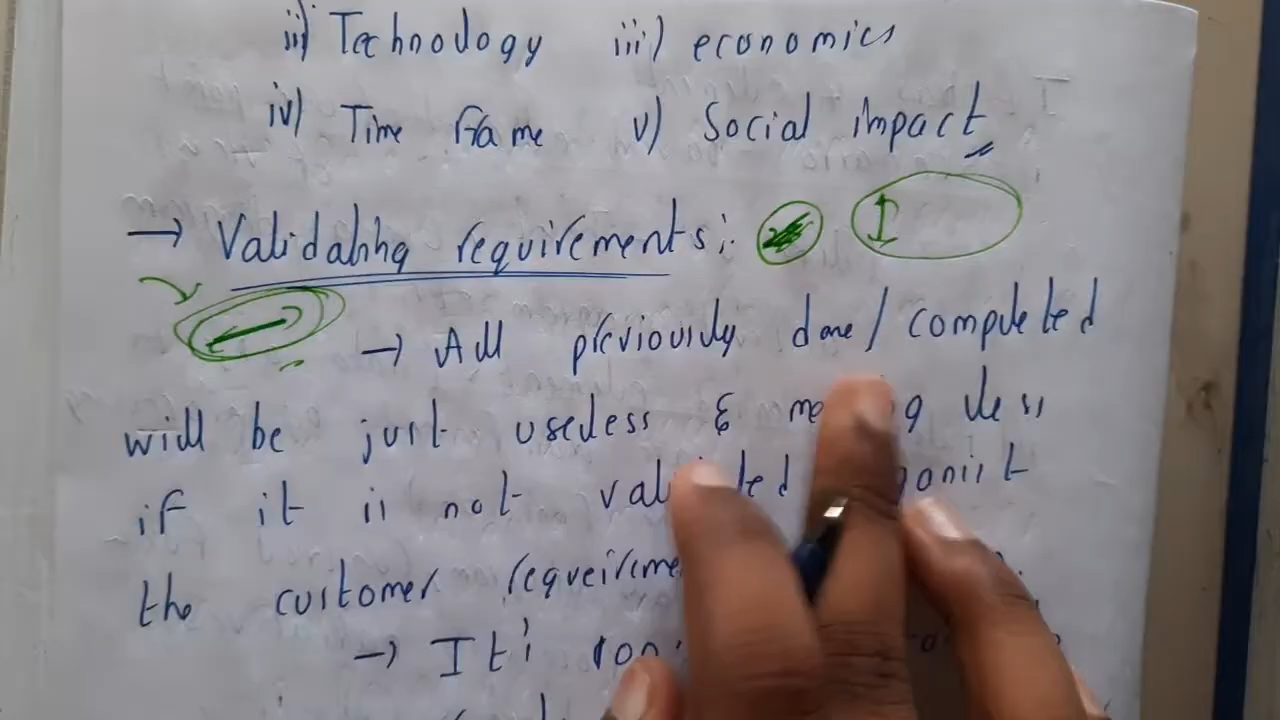 ii) Technology iii) economics
iv) Time frame v) Social impact
→ Validating requirements:
I
→ All previously done/completed
will be just useless & less
if it is not
the customer
→ It